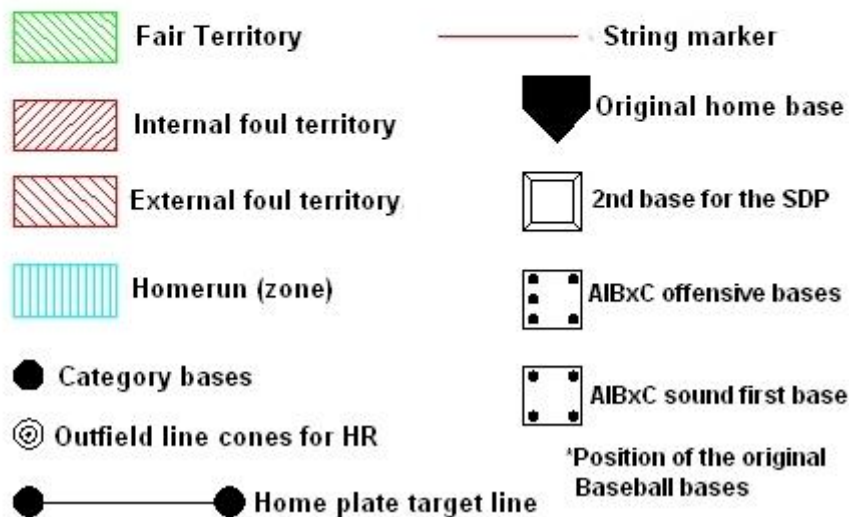 Fair Territory
Internal foul territory
External foul territory
Homerun (zone)
Category bases
Outfield line cones for HR
Home plate target line
String marker
Original home base
2nd base for the SDP
AIBxC offensive bases
AIBxC sound first base
*Position of the original
Baseball bases